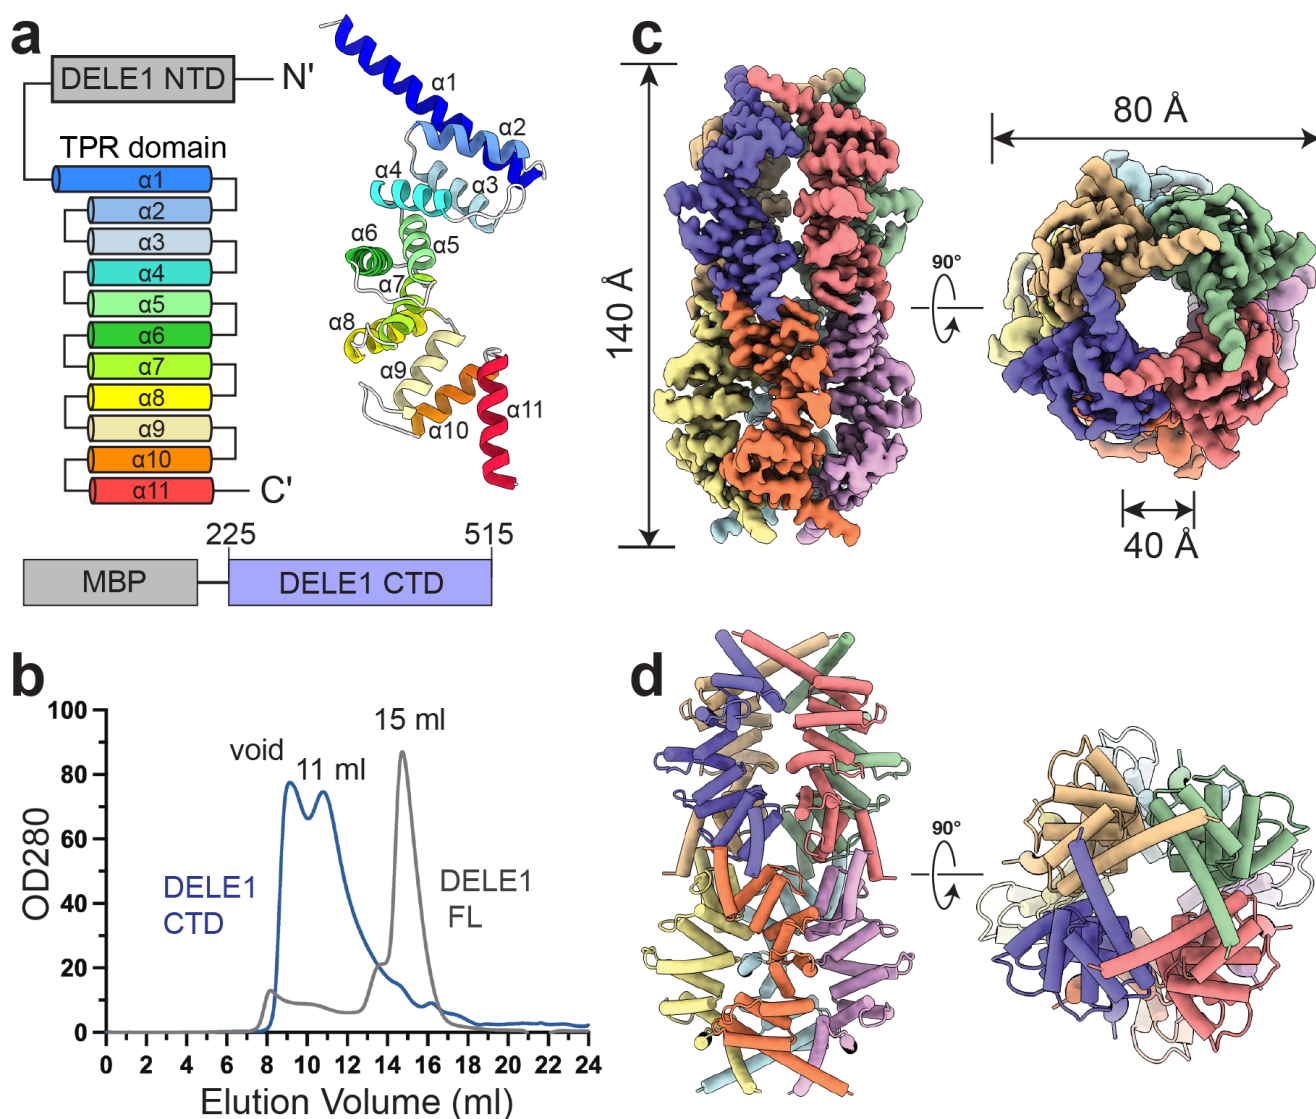 a
DELE1 NTD
N'
TPR domain
α1
α2
α3
α4
α5
α6
α7
α8
α9
α10
α11
C'
α1
α2
α4
α3
α6
α5
α7
α8
α9
α10
α11
225
515
MBP
DELE1 CTD
b
100
80
60
40
20
0
OD280
void
11 ml
15 ml
DELE1
CTD
DELE1
FL
0 2 4 6 8 10 12 14 16 18 20 22 24
Elution Volume (ml)
c
140 Å
90°
80 Å
40 Å
d
90°